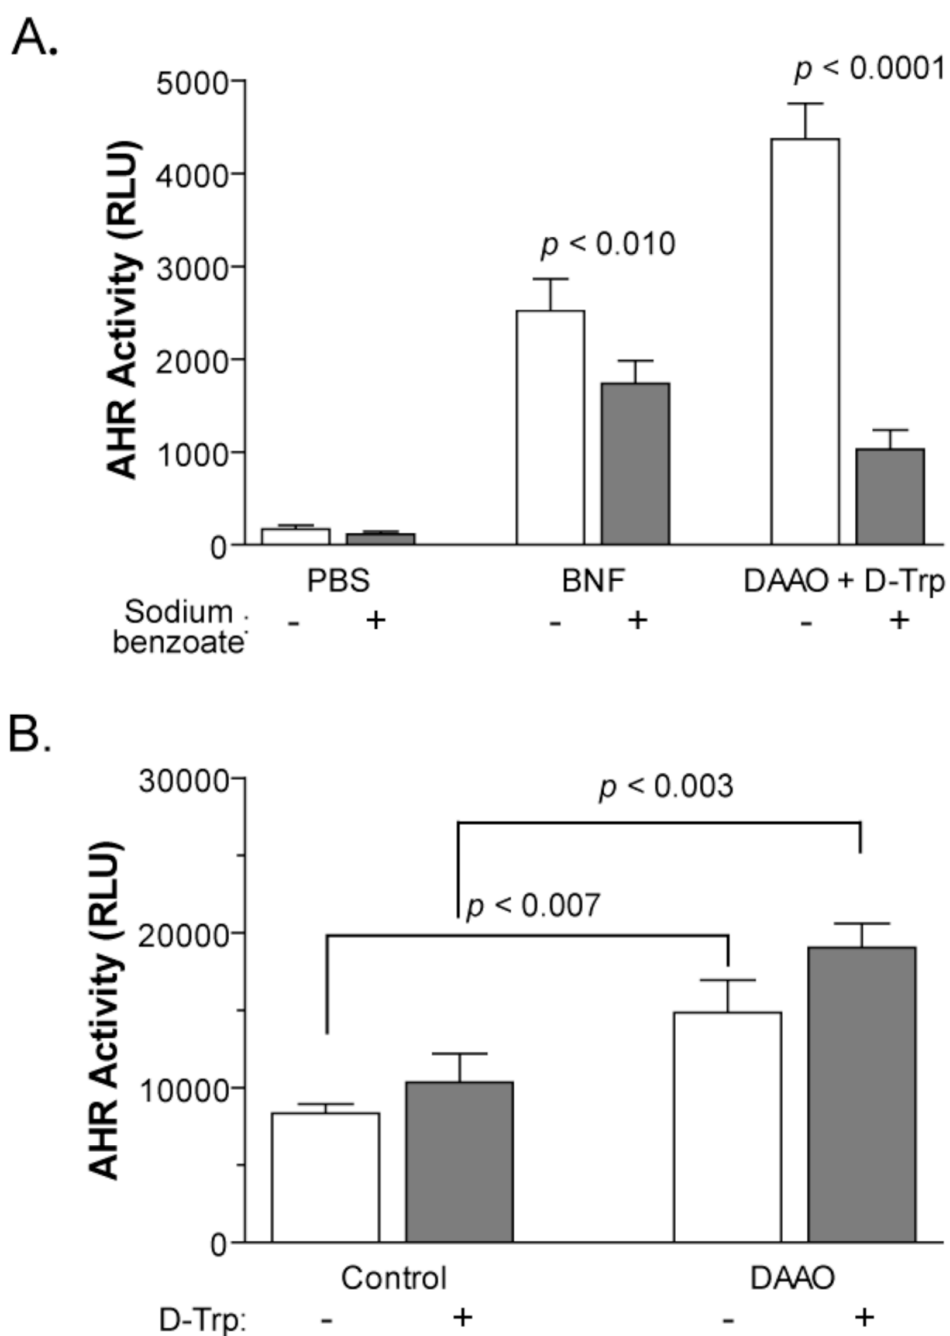 A.
p < 0.0001
5000
4000
p < 0.010
3000
2000
1000
0
AHR Activity (RLU)
PBS BNF DAAO + D-Trp
Sodium
benzoate: - + - + - +
B.
30000
p < 0.003
p < 0.007
20000
10000
0
AHR Activity (RLU)
Control DAAO
D-Trp: - + - +